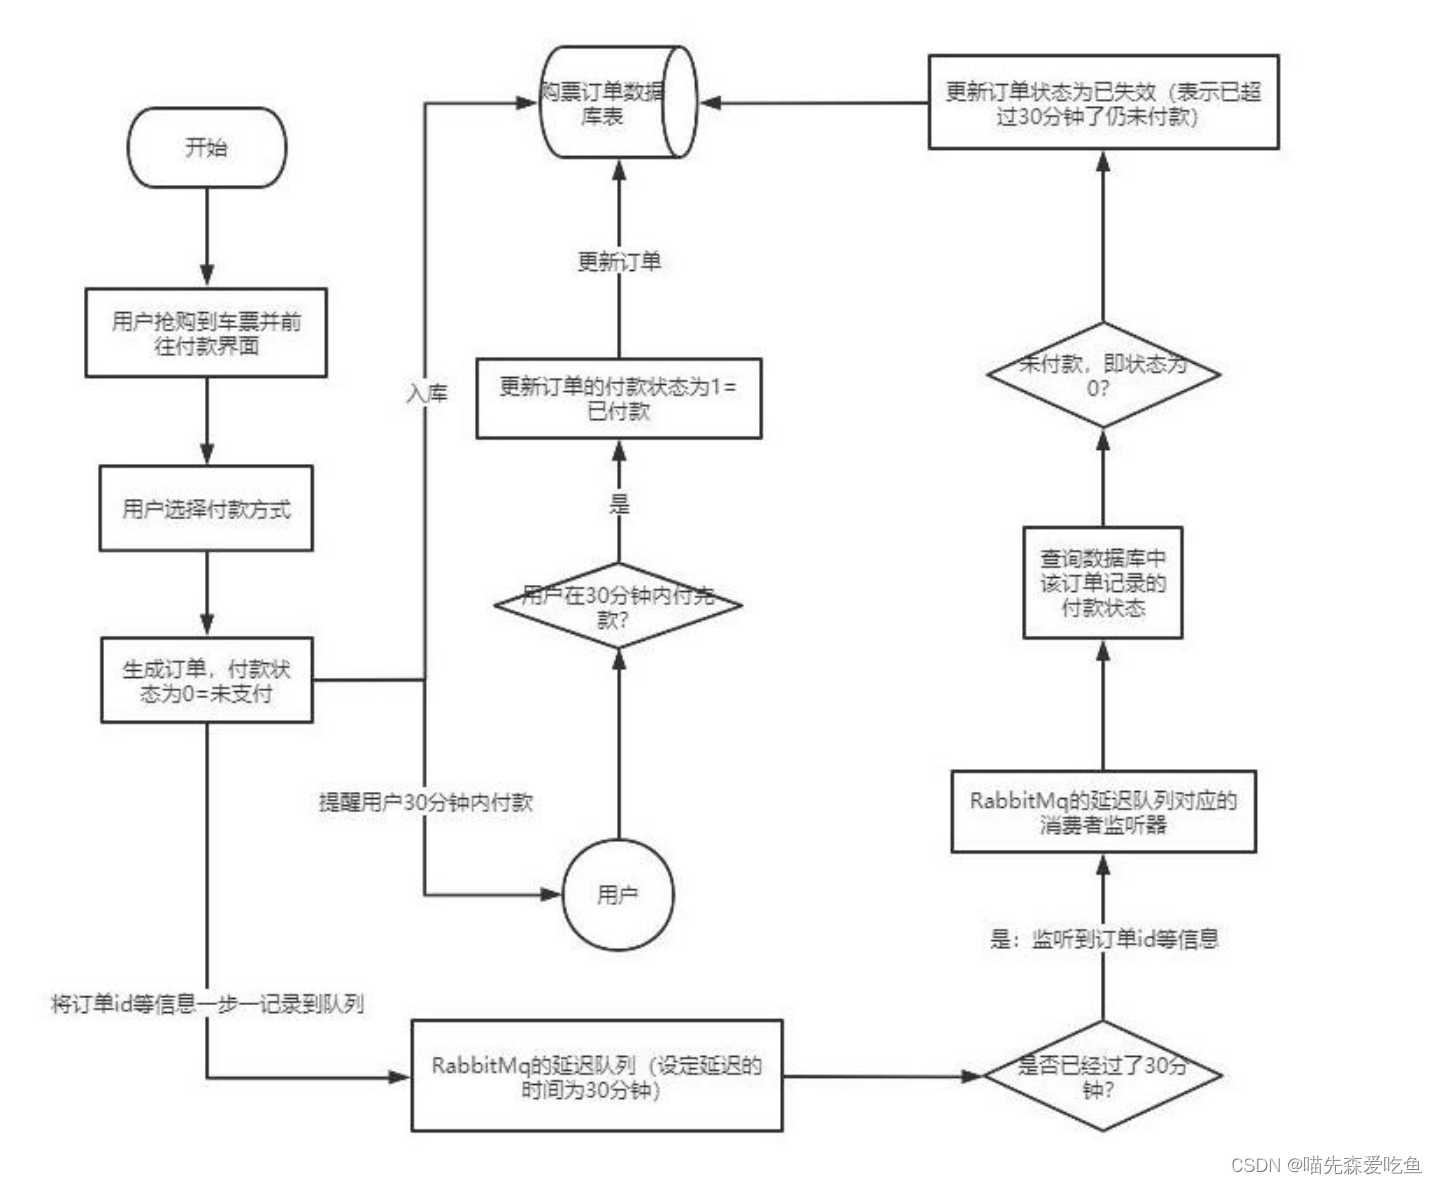 开始
用户抢购到车票并前
往付款界面
用户选择付款方式
生成订单，付款状
态为0=未支付
将订单id等信息一步一记录到队列
入库
提醒用户30分钟内付款
购票订单数据
库表
更新订单
更新订单的付款状态为1=
已付款
是
用户在30分钟内付完
款?
用户
RabbitMq的延迟队列（设定延迟的
时间为30分钟）
更新订单状态为已失效（表示已超
过30分钟了仍未付款）
未付款，即状态为
0?
查询数据库中
该订单记录的
付款状态
RabbitMq的延迟队列对应的
消费者监听器
是：监听到订单id等信息
是否已经过了30分
钟?
CSDN @喵先森爱吃鱼